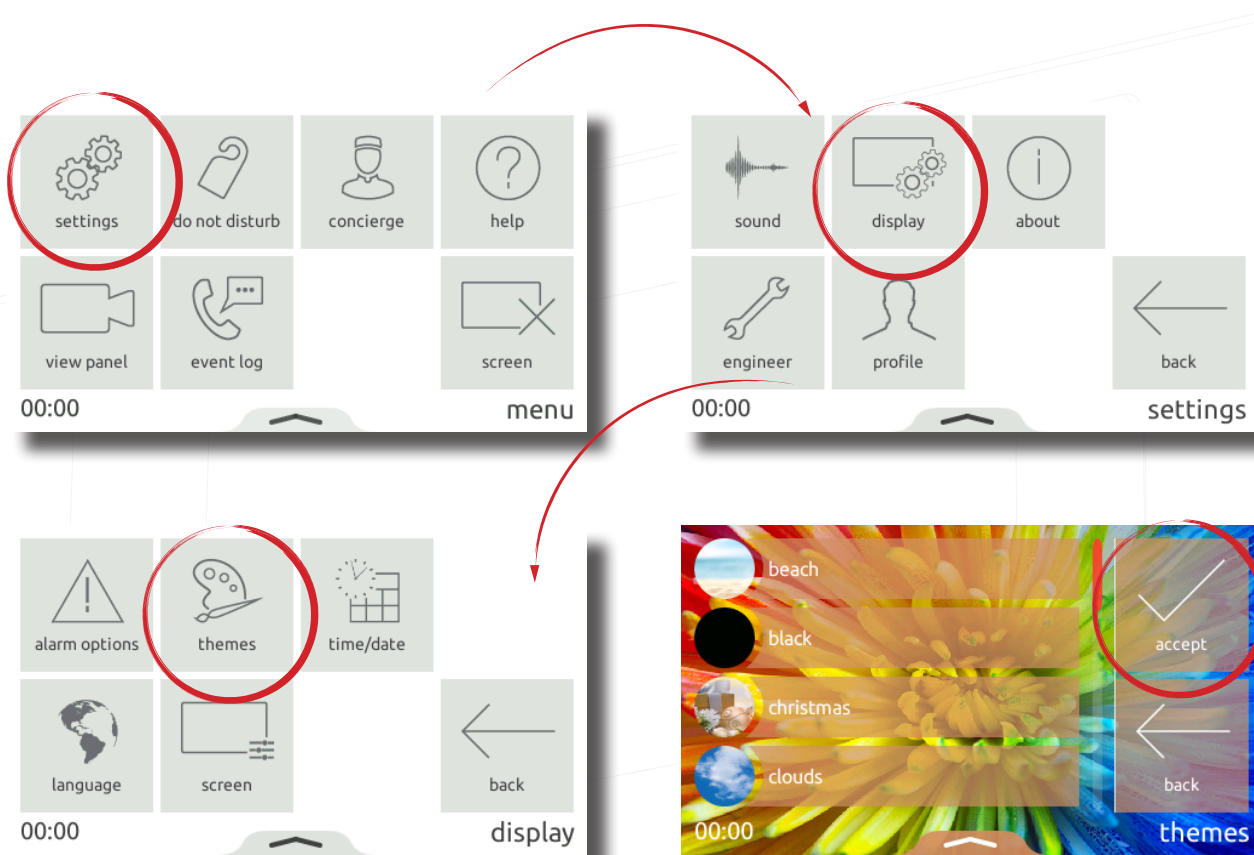 settings
do not disturb
concierge
help
view panel
event log
screen
00:00
menu
sound
display
about
engineer
profile
back
00:00
settings
alarm options
themes
time/date
language
screen
back
00:00
display
beach
black
christmas
clouds
accept
back
00:00
themes